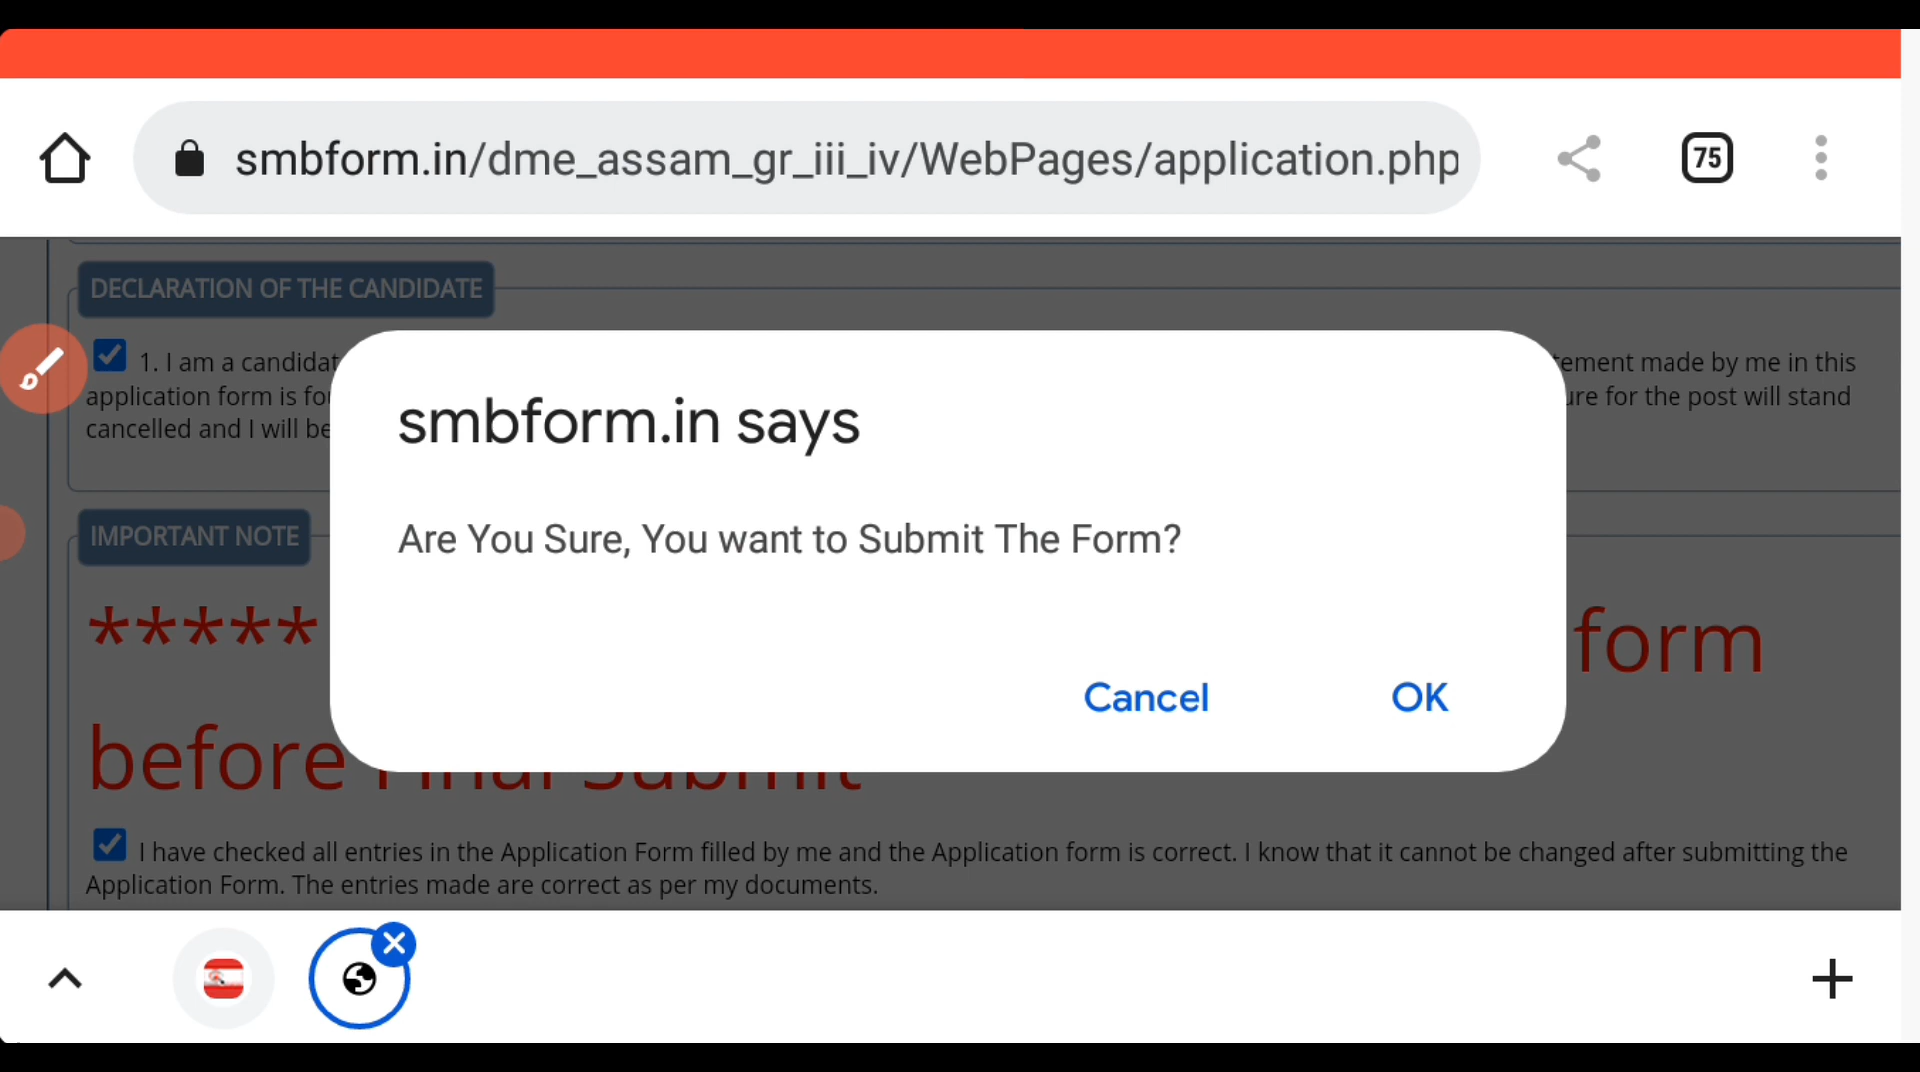 smbform.in/dme_assam_gr_iii_iv/WebPages/application.php
75
DECLARATION OF THE CANDIDATE
1. I am a candidat ement made by me in this
application form is fo ure for the post will stand
cancelled and I will be
smbform.in says
Are You Sure, You want to Submit The Form?
Cancel OK
IMPORTANT NOTE
***** form
before Final Submit
I have checked all entries in the Application Form filled by me and the Application form is correct. I know that it cannot be changed after submitting the
Application Form. The entries made are correct as per my documents.